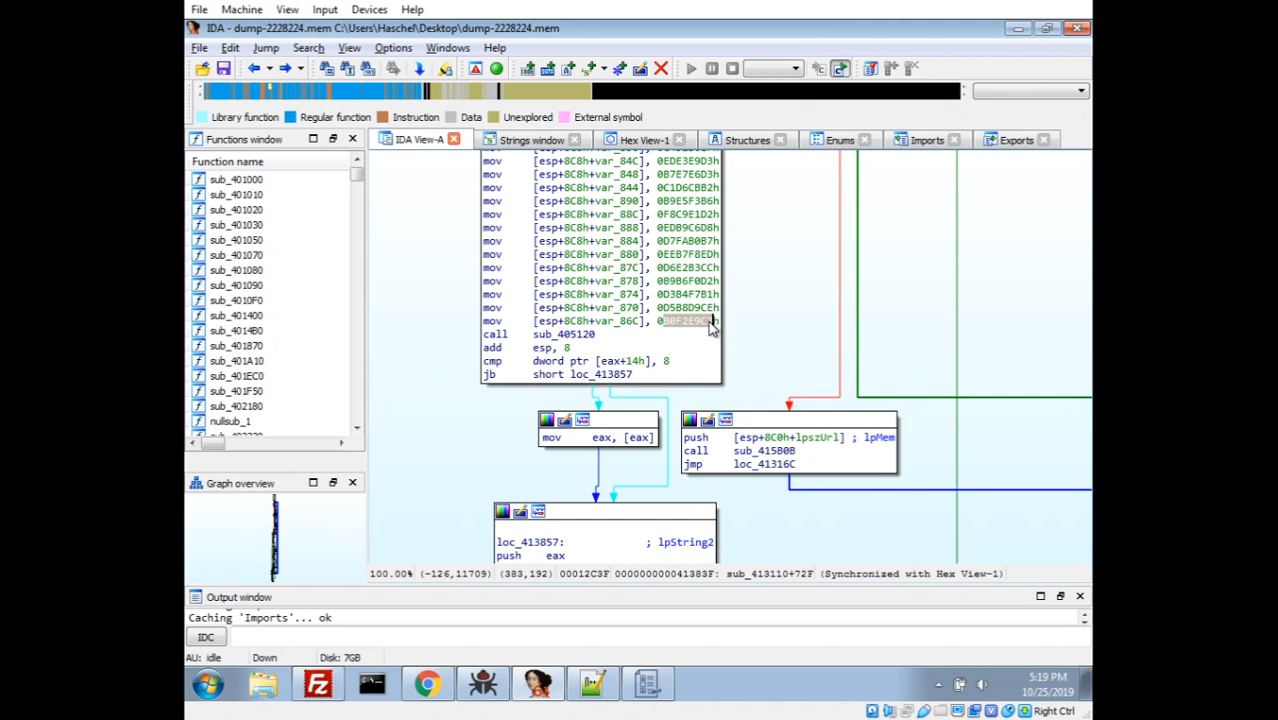 File Machine View Input Devices Help
IDA - dump-2228224.mem C:\Users\Haschel\Desktop\dump-2228224.mem
File Edit Jump Search View Options Windows Help
Library function Regular function Instruction Data Unexplored External symbol
Functions window
IDA View-A Strings window Hex View-1 Structures Enums Imports Exports
Function name
sub_401000
sub_401010
sub_401020
sub_401030
sub_401050
sub_401070
sub_401080
sub_401090
sub_4010F0
sub_401400
sub_4014B0
sub_401870
sub_401A10
sub_401EC0
sub_401F50
sub_402180
nullsub_1
Graph overview
mov [esp+8C8h+var_84C], 0EDE3E9D3h
mov [esp+8C8h+var_848], 0B7E7E6D3h
mov [esp+8C8h+var_844], 0C1D6CBB2h
mov [esp+8C8h+var_890], 0B9E5F3B6h
mov [esp+8C8h+var_88C], 0F8C9E1D2h
mov [esp+8C8h+var_888], 0EDB9C6D8h
mov [esp+8C8h+var_884], 0D7FAB0B7h
mov [esp+8C8h+var_880], 0EEB7F8EDh
mov [esp+8C8h+var_87C], 0D6E2B3CCh
mov [esp+8C8h+var_878], 0B9B6F0D2h
mov [esp+8C8h+var_874], 0D3B4F7B1h
mov [esp+8C8h+var_870], 0D5B8D9CEh
mov [esp+8C8h+var_86C],
call sub_405120
add esp, 8
cmp dword ptr [eax+14h], 8
jb short loc_413857
mov eax, [eax]
push [esp+8C0h+lpszUrl] ; lpMem
call sub_415B0B
jmp loc_41316C
loc_413857: ; lpString2
push eax
100.00% (-126,11709) (383,192) 00012C3F 000000000041383F: sub_413110+72F (Synchronized with Hex View-1)
Output window
Caching 'Imports'... ok
IDC
AU: idle Down Disk: 7GB
5:19 PM
10/25/2019
Right Ctrl